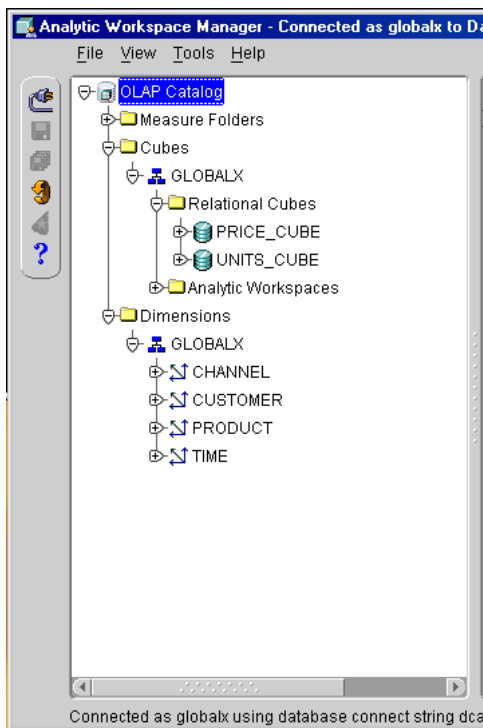 Analytic Workspace Manager - Connected as globalx to Da
File View Tools Help
OLAP Catalog
Measure Folders
Cubes
GLOBALX
Relational Cubes
PRICE_CUBE
UNITS_CUBE
Analytic Workspaces
Dimensions
GLOBALX
CHANNEL
CUSTOMER
PRODUCT
TIME
Connected as globalx using database connect string dca